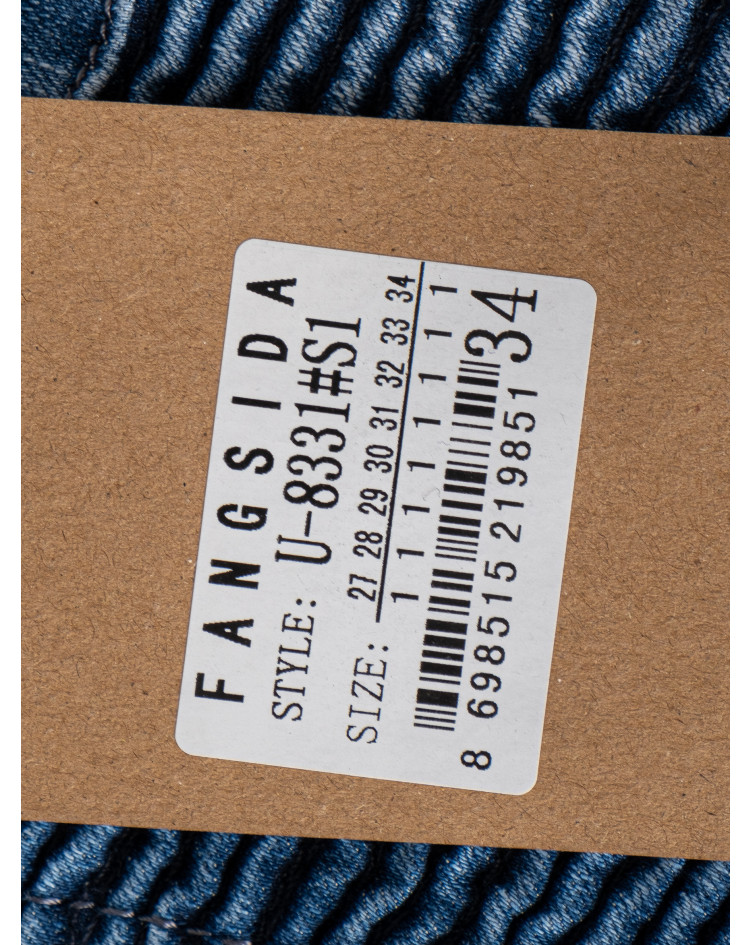 FANGSIDA
STYLE: U-8331#S1
SIZE: 27 28 29 30 31 32 33 34
1 1 1 1 1 1 1 1
34
8 698515 219851